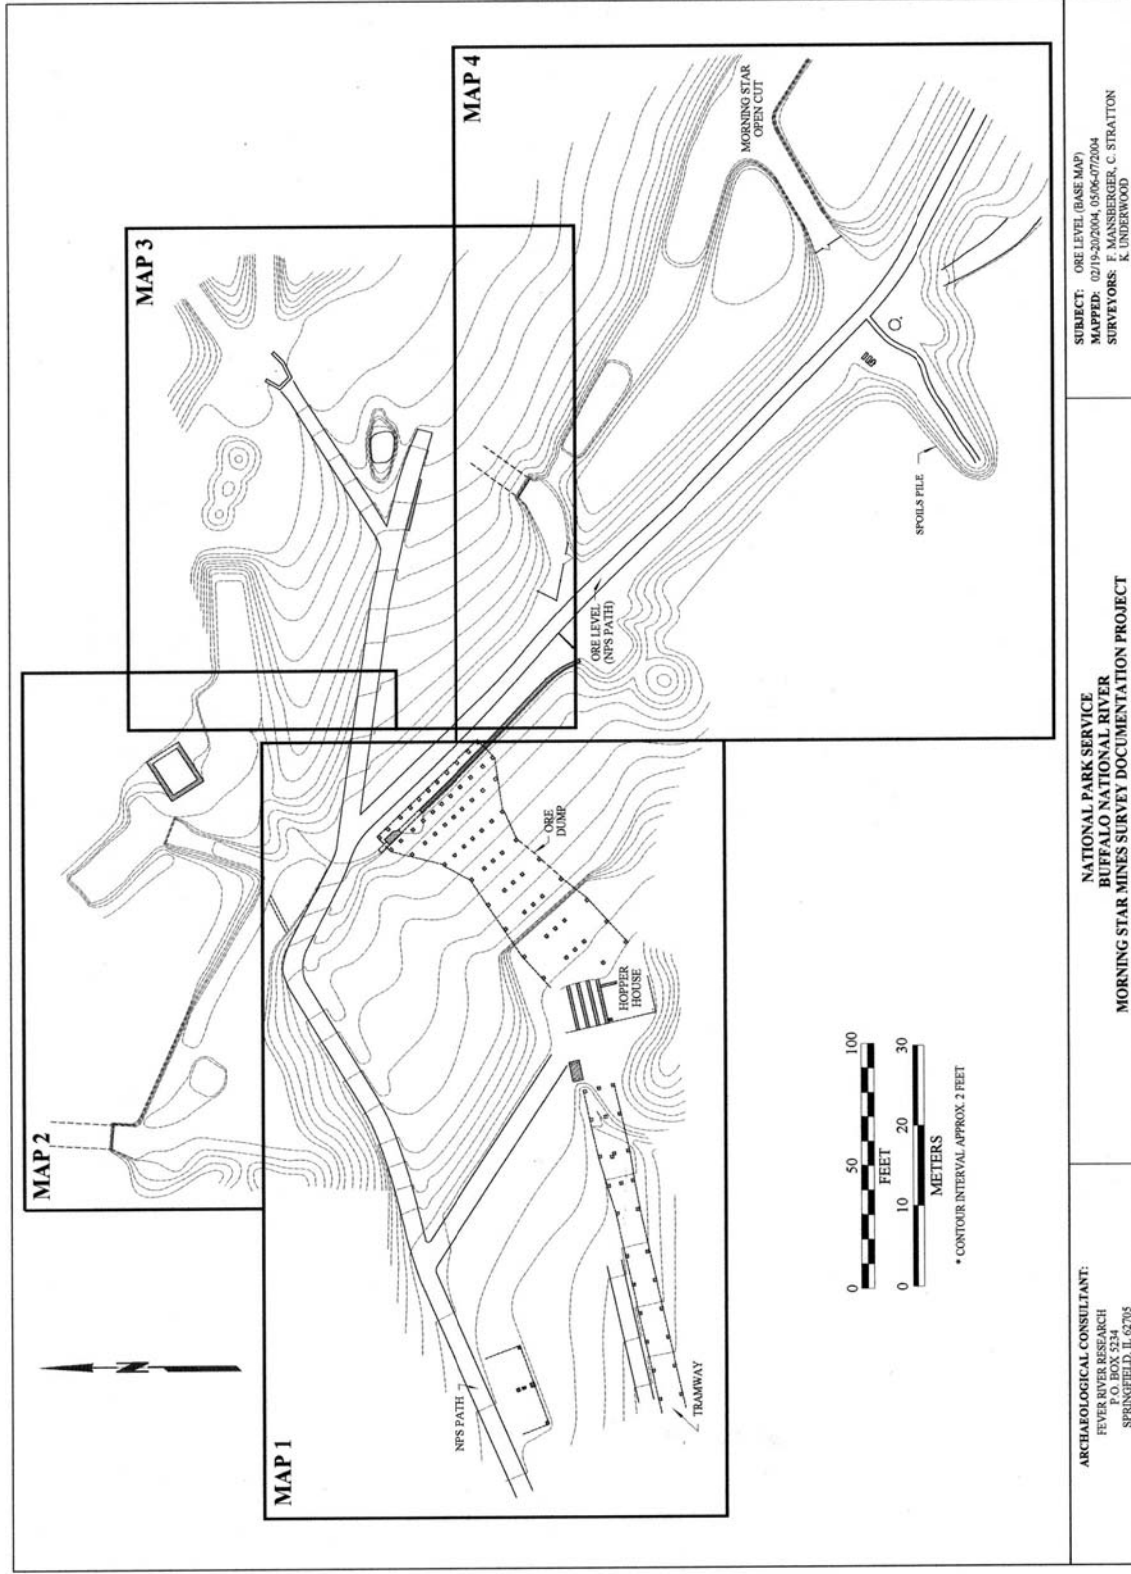 MAP 1
MAP 2
MAP 3
MAP 4
MORNING STAR
OPEN CUT
ORE LEVEL
(NPS PATH)
SPOILS PILE
ORE
DUMP
HOPPER
HOUSE
NPS PATH
TRAMWAY
N
0 50 100
FEET
0 10 20 30
METERS
* CONTOUR INTERVAL APPROX. 2 FEET
ARCHAEOLOGICAL CONSULTANT:
FEVER RIVER RESEARCH
P.O. BOX 5234
SPRINGFIELD, IL 62705
NATIONAL PARK SERVICE
BUFFALO NATIONAL RIVER
MORNING STAR MINES SURVEY DOCUMENTATION PROJECT
SUBJECT: ORE LEVEL (BASE MAP)
MAPPED: 02/19-20/2004, 05/06-07/2004
SURVEYORS: F. MANSBERGER, C. STRATTON
K. UNDERWOOD